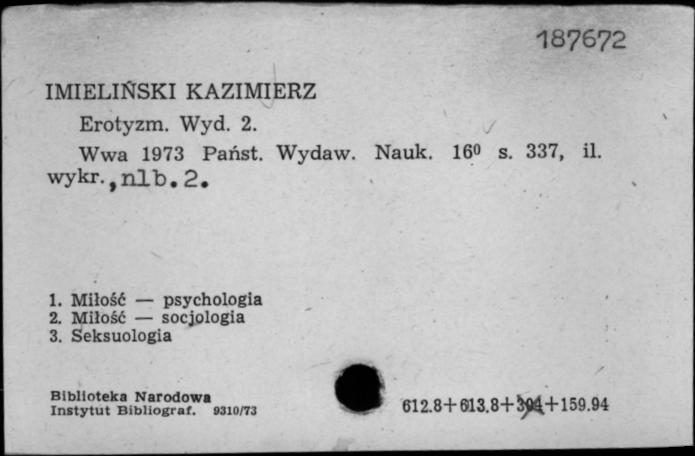 187672
IMIELIŃSKI KAZIMIERZ
Erotyzm. Wyd. 2.
Wwa 1973 Państ. Wydaw. Nauk. 16⁰ s. 337, il.
wykr., nlb. 2.
1. Miłość — psychologia
2. Miłość — socjologia
3. Seksuologia
Biblioteka Narodowa
Instytut Bibliograf. 9310/73
612.8+613.8+304+159.94